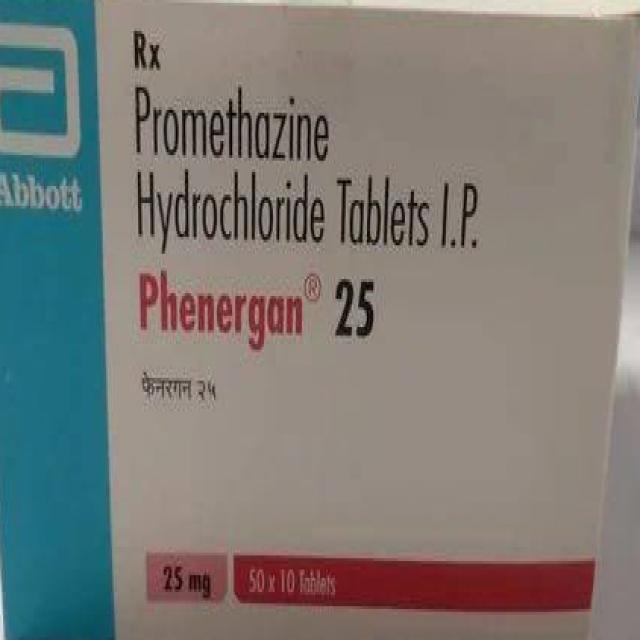 Abbott
Rx
Promethazine
Hydrochloride Tablets I.P.
Phenergan® 25
फेनरगन २५
25 mg
50 x 10 Tablets